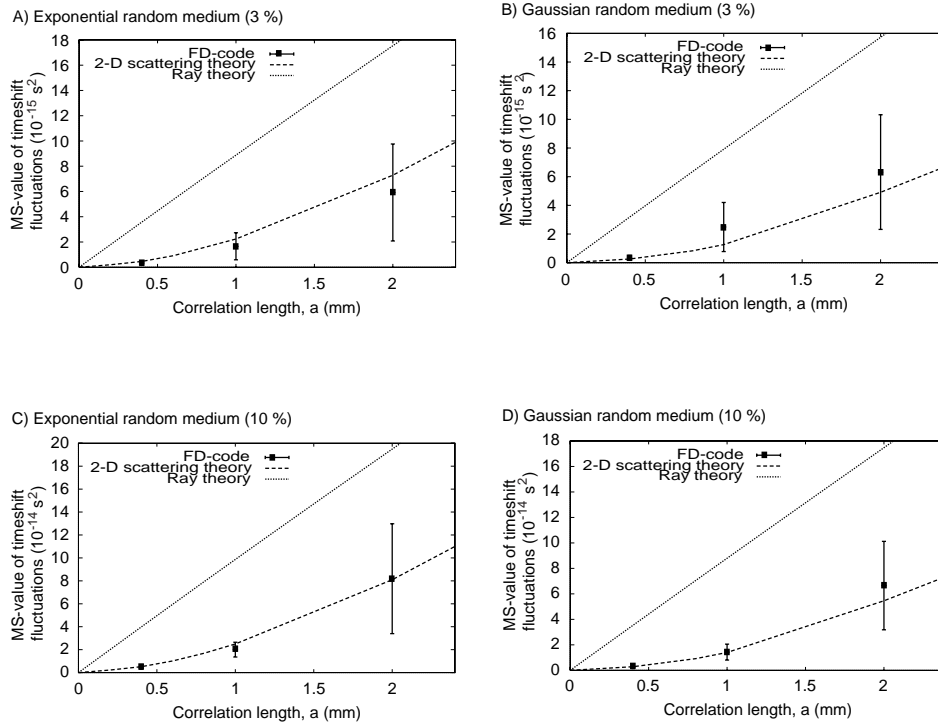 A) Exponential random medium (3 %)
18
16
14
12
10
8
6
4
2
0
MS-value of timeshift
fluctuations (10^-15 s^2)
FD-code
2-D scattering theory
Ray theory
0 0.5 1 1.5 2
Correlation length, a (mm)
B) Gaussian random medium (3 %)
16
14
12
10
8
6
4
2
0
MS-value of timeshift
fluctuations (10^-15 s^2)
FD-code
2-D scattering theory
Ray theory
0 0.5 1 1.5 2
Correlation length, a (mm)
C) Exponential random medium (10 %)
20
18
16
14
12
10
8
6
4
2
0
MS-value of timeshift
fluctuations (10^-14 s^2)
FD-code
2-D scattering theory
Ray theory
0 0.5 1 1.5 2
Correlation length, a (mm)
D) Gaussian random medium (10 %)
18
16
14
12
10
8
6
4
2
0
MS-value of timeshift
fluctuations (10^-14 s^2)
FD-code
2-D scattering theory
Ray theory
0 0.5 1 1.5 2
Correlation length, a (mm)